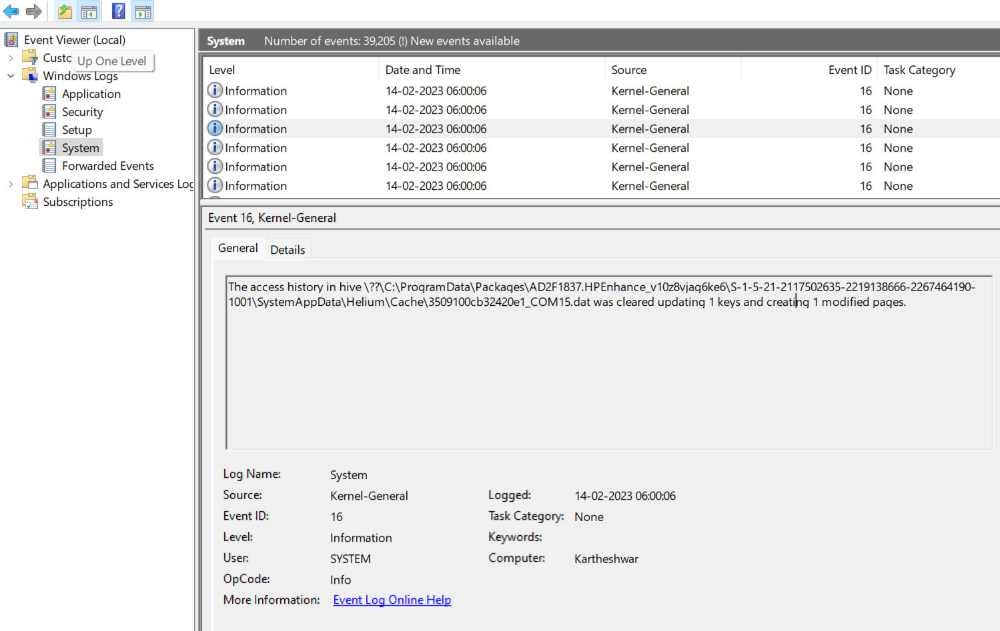 Event Viewer (Local)
Custo
Up One Level
Windows Logs
Application
Security
Setup
System
Forwarded Events
Applications and Services Log
Subscriptions
System Number of events: 39,205 (!) New events available
Level Date and Time Source Event ID Task Category
Information 14-02-2023 06:00:06 Kernel-General 16 None
Information 14-02-2023 06:00:06 Kernel-General 16 None
Information 14-02-2023 06:00:06 Kernel-General 16 None
Information 14-02-2023 06:00:06 Kernel-General 16 None
Information 14-02-2023 06:00:06 Kernel-General 16 None
Information 14-02-2023 06:00:06 Kernel-General 16 None
Event 16, Kernel-General
General Details
The access history in hive \??\C:\ProgramData\Packages\AD2F1837.HPEnhance_v10z8vjag6ke6\S-1-5-21-2117502635-2219138666-2267464190-
1001\SystemAppData\Helium\Cache\3509100cb32420e1_COM15.dat was cleared updating 1 keys and creating 1 modified pages.
Log Name: System
Source: Kernel-General Logged: 14-02-2023 06:00:06
Event ID: 16 Task Category: None
Level: Information Keywords:
User: SYSTEM Computer: Kartheshwar
OpCode: Info
More Information: Event Log Online Help